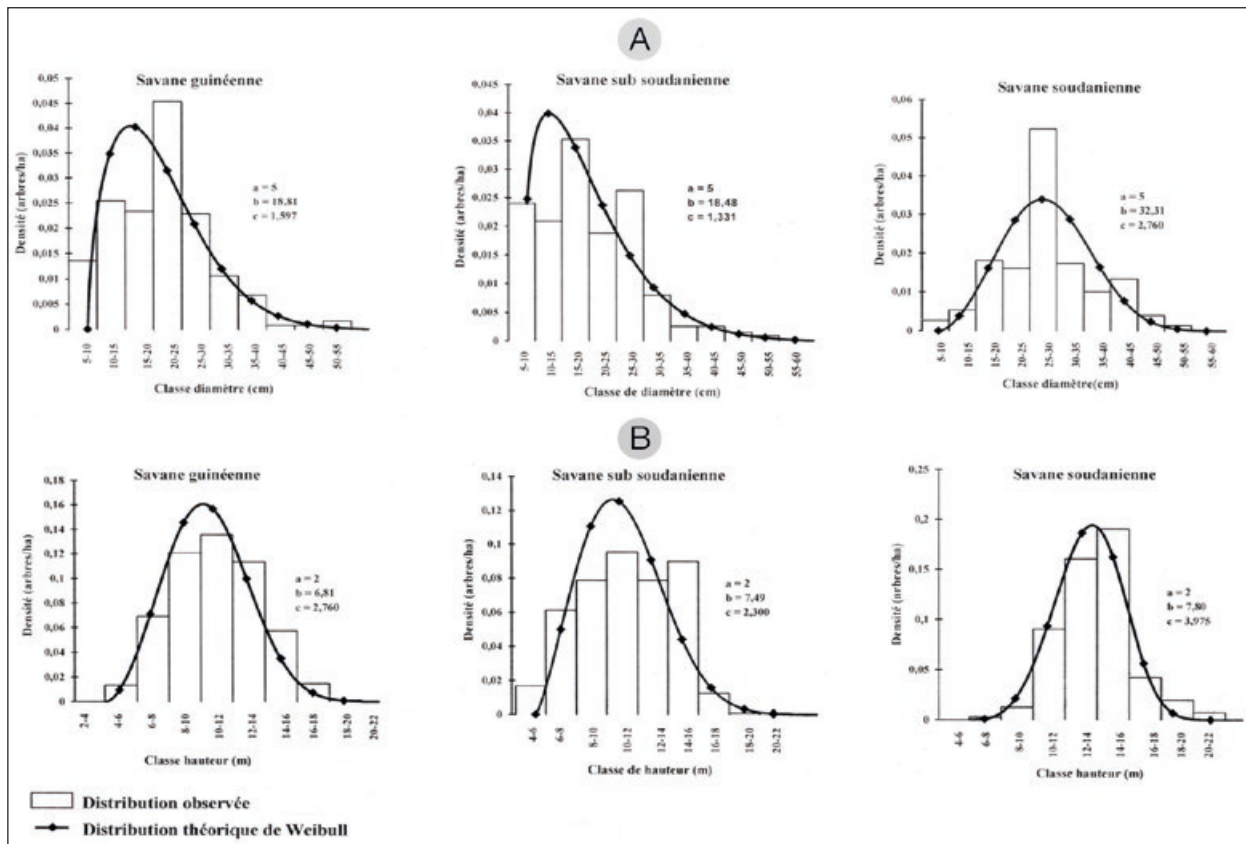 A
Savane guinéenne
Densité (arbres/ha)
0,05
0,045
0,04
0,035
0,03
0,025
0,02
0,015
0,01
0,005
0
a = 5
b = 18,81
c = 1,597
5-10
10-15
15-20
20-25
25-30
30-35
35-40
40-45
45-50
50-55
Classe diamètre (cm)
Savane sub soudanienne
Densité (arbres/ha)
0,045
0,04
0,035
0,03
0,025
0,02
0,015
0,01
0,005
0
a = 5
b = 18,48
c = 1,331
5-10
10-15
15-20
20-25
25-30
30-35
35-40
40-45
45-50
50-55
55-60
Classe de diamètre (cm)
Savane soudanienne
Densité (arbres/ha)
0,06
0,05
0,04
0,03
0,02
0,01
0
a = 5
b = 32,31
c = 2,760
5-10
10-15
15-20
20-25
25-30
30-35
35-40
40-45
45-50
50-55
55-60
Classe diamètre(cm)
B
Savane guinéenne
Densité (arbres/ha)
0,18
0,16
0,14
0,12
0,1
0,08
0,06
0,04
0,02
0
a = 2
b = 6,81
c = 2,760
2-4
4-6
6-8
8-10
10-12
12-14
14-16
16-18
18-20
20-22
Classe hauteur (m)
Savane sub soudanienne
Densité (arbres/ha)
0,14
0,12
0,1
0,08
0,06
0,04
0,02
0
a = 2
b = 7,49
c = 2,300
4-6
6-8
8-10
10-12
12-14
14-16
16-18
18-20
20-22
Classe de hauteur (m)
Savane soudanienne
Densité (arbres/ha)
0,25
0,2
0,15
0,1
0,05
0
a = 2
b = 7,80
c = 3,975
4-6
6-8
8-10
10-12
12-14
14-16
16-18
18-20
20-22
Classe hauteur (m)
Distribution observée
Distribution théorique de Weibull